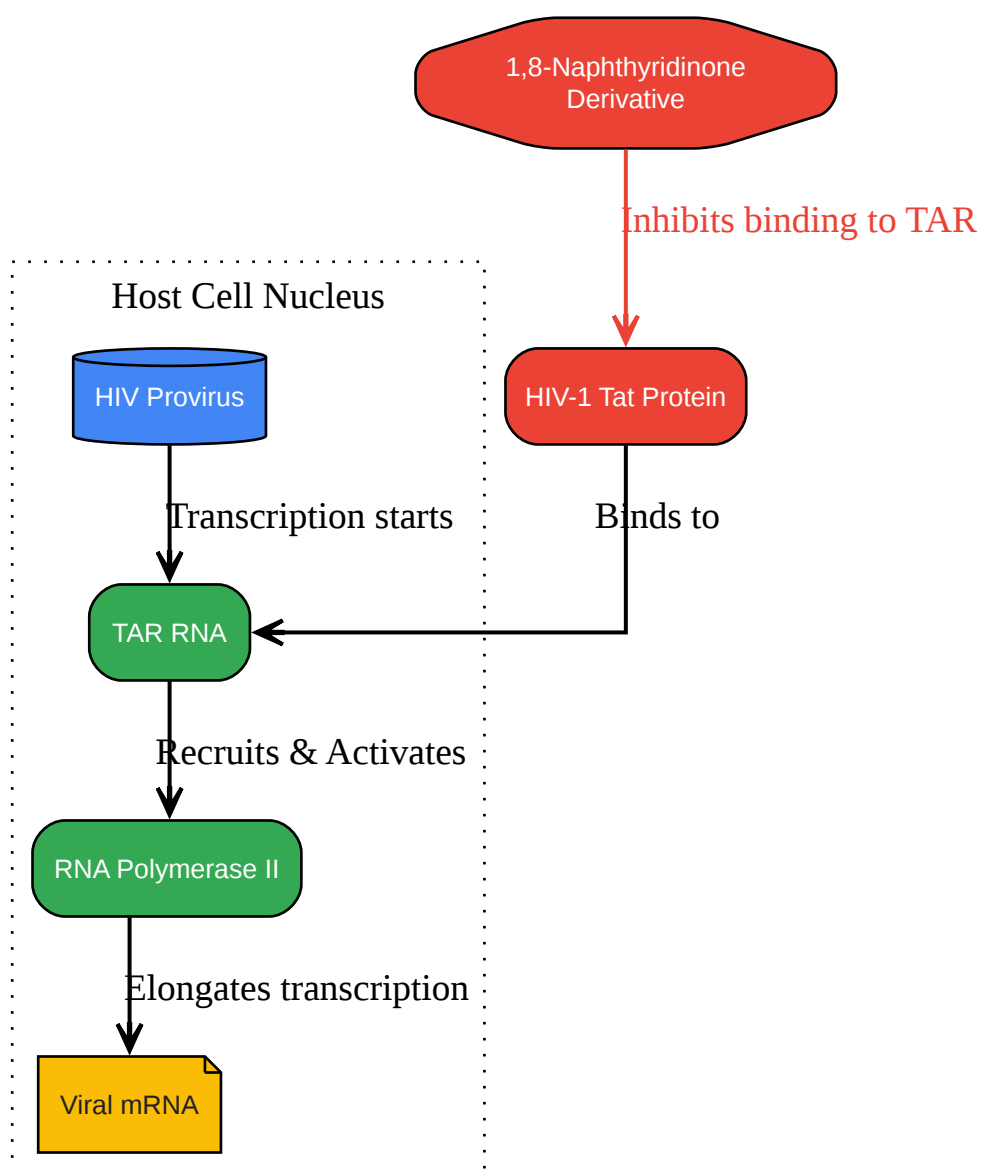 1,8-Naphthyridinone
Derivative
Inhibits binding to TAR
Host Cell Nucleus
HIV Provirus
HIV-1 Tat Protein
Transcription starts
Binds to
TAR RNA
Recruits & Activates
RNA Polymerase II
Elongates transcription
Viral mRNA